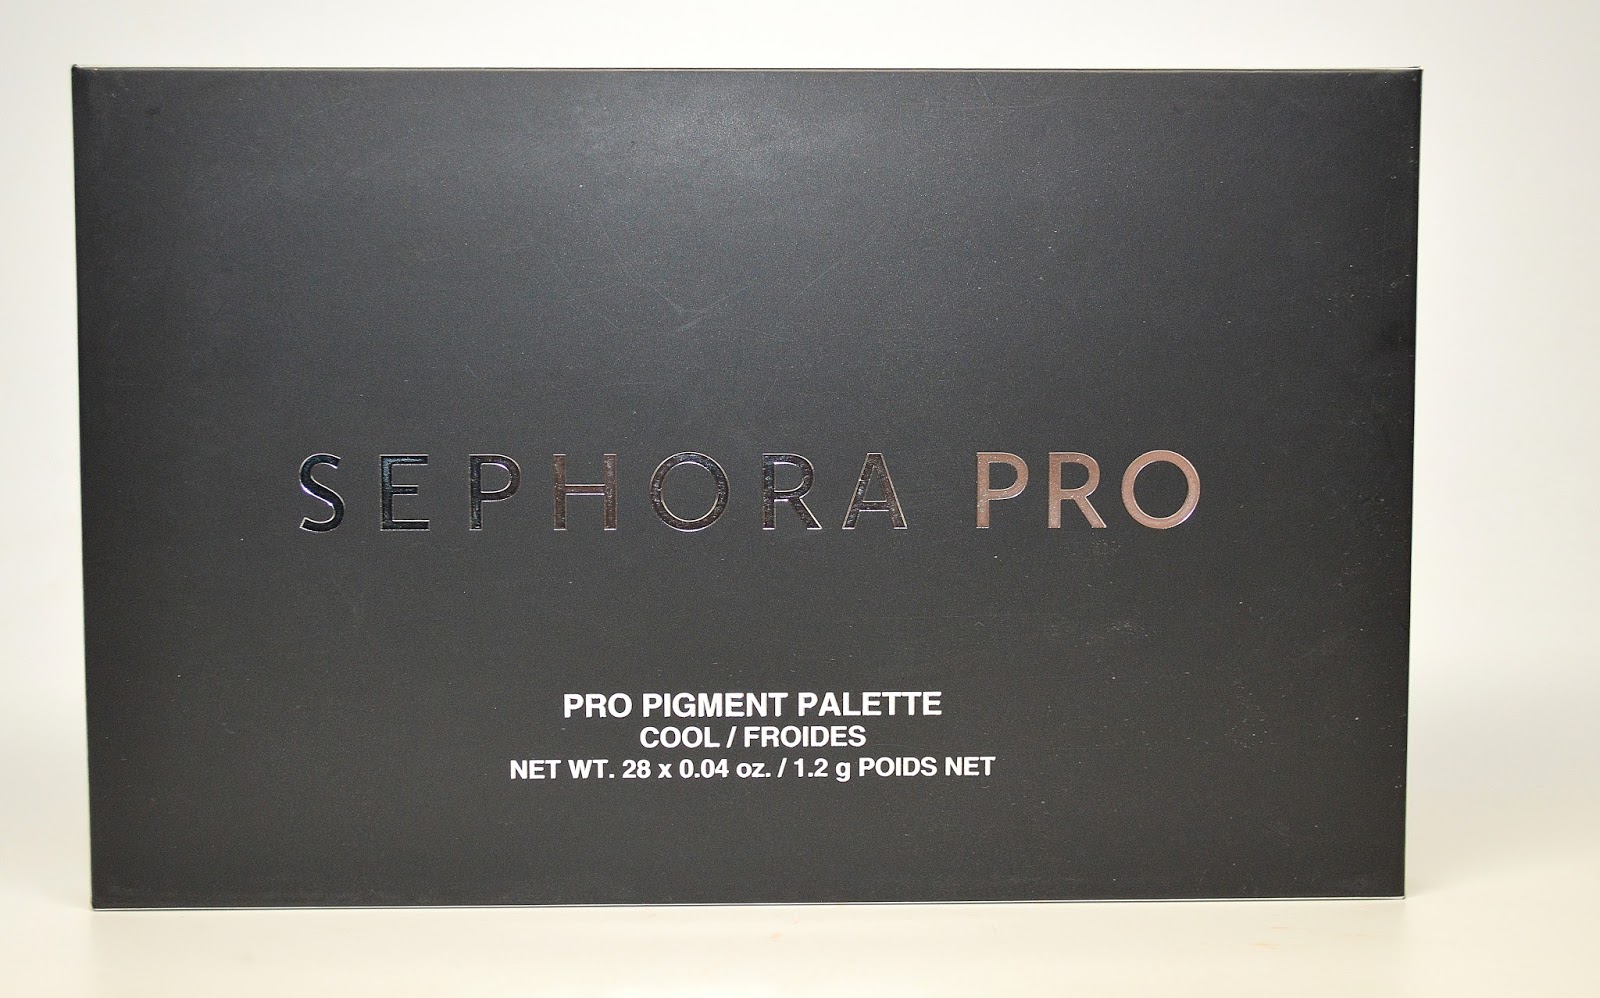 SEPHORA PRO
PRO PIGMENT PALETTE
COOL / FROIDES
NET WT. 28 x 0.04 oz. / 1.2 g POIDS NET